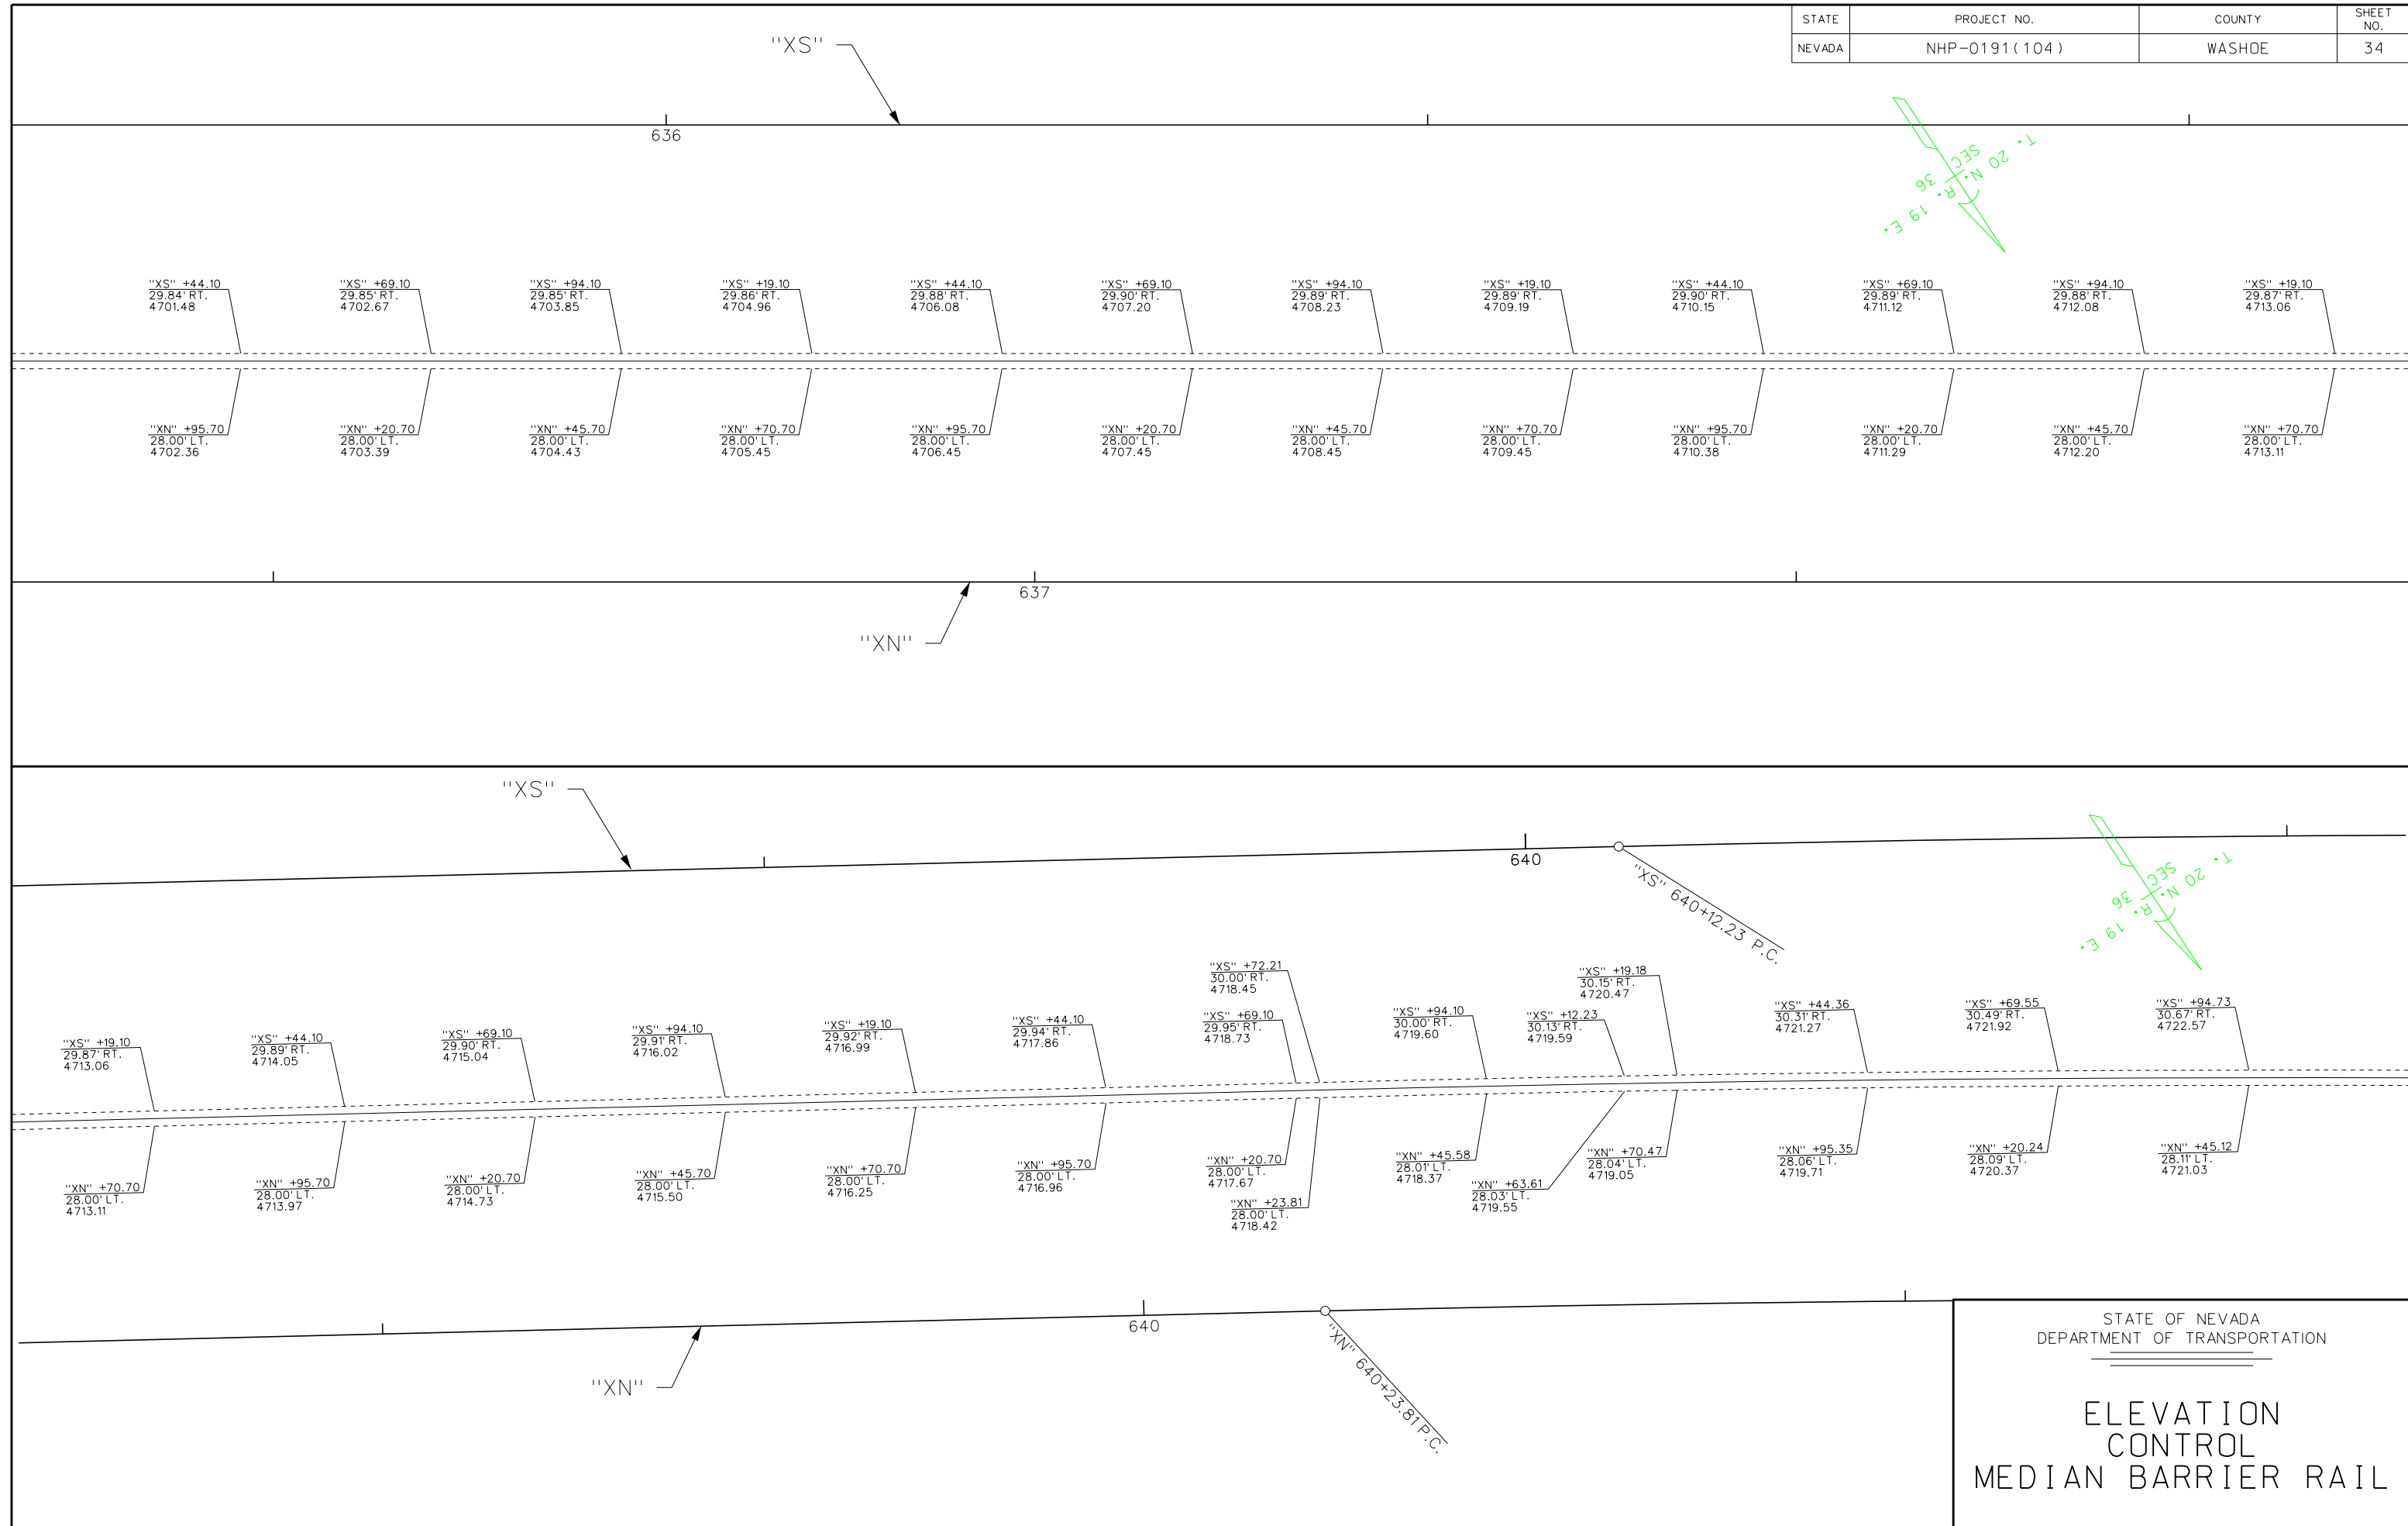 STATE PROJECT NO. COUNTY SHEET NO.
NEVADA NHP-0191(104) WASHOE 34
"XS"
636
T. 20 N. R. 19 E.
SEC 36
"XS" +44.10
29.84' RT.
4701.48
"XS" +69.10
29.85' RT.
4702.67
"XS" +94.10
29.85' RT.
4703.85
"XS" +19.10
29.86' RT.
4704.96
"XS" +44.10
29.88' RT.
4706.08
"XS" +69.10
29.90' RT.
4707.20
"XS" +94.10
29.89' RT.
4708.23
"XS" +19.10
29.89' RT.
4709.19
"XS" +44.10
29.90' RT.
4710.15
"XS" +69.10
29.89' RT.
4711.12
"XS" +94.10
29.88' RT.
4712.08
"XS" +19.10
29.87' RT.
4713.06
"XN" +95.70
28.00' LT.
4702.36
"XN" +20.70
28.00' LT.
4703.39
"XN" +45.70
28.00' LT.
4704.43
"XN" +70.70
28.00' LT.
4705.45
"XN" +95.70
28.00' LT.
4706.45
"XN" +20.70
28.00' LT.
4707.45
"XN" +45.70
28.00' LT.
4708.45
"XN" +70.70
28.00' LT.
4709.45
"XN" +95.70
28.00' LT.
4710.38
"XN" +20.70
28.00' LT.
4711.29
"XN" +45.70
28.00' LT.
4712.20
"XN" +70.70
28.00' LT.
4713.11
637
"XN"
"XS"
640
"XS" 640+12.23 P.C.
T. 20 N. R. 19 E.
SEC 36
"XS" +19.10
29.87' RT.
4713.06
"XS" +44.10
29.89' RT.
4714.05
"XS" +69.10
29.90' RT.
4715.04
"XS" +94.10
29.91' RT.
4716.02
"XS" +19.10
29.92' RT.
4716.99
"XS" +44.10
29.94' RT.
4717.86
"XS" +72.21
30.00' RT.
4718.45
"XS" +69.10
29.95' RT.
4718.73
"XS" +94.10
30.00' RT.
4719.60
"XS" +12.23
30.13' RT.
4719.59
"XS" +19.18
30.15' RT.
4720.47
"XS" +44.36
30.31' RT.
4721.27
"XS" +69.55
30.49' RT.
4721.92
"XS" +94.73
30.67' RT.
4722.57
"XN" +70.70
28.00' LT.
4713.11
"XN" +95.70
28.00' LT.
4713.97
"XN" +20.70
28.00' LT.
4714.73
"XN" +45.70
28.00' LT.
4715.50
"XN" +70.70
28.00' LT.
4716.25
"XN" +95.70
28.00' LT.
4716.96
"XN" +20.70
28.00' LT.
4717.67
"XN" +23.81
28.00' LT.
4718.42
"XN" +45.58
28.01' LT.
4718.37
"XN" +63.61
28.03' LT.
4719.55
"XN" +70.47
28.04' LT.
4719.05
"XN" +95.35
28.06' LT.
4719.71
"XN" +20.24
28.09' LT.
4720.37
"XN" +45.12
28.11' LT.
4721.03
640
"XN"
"XN" 640+23.81 P.C.
STATE OF NEVADA
DEPARTMENT OF TRANSPORTATION
ELEVATION
CONTROL
MEDIAN BARRIER RAIL